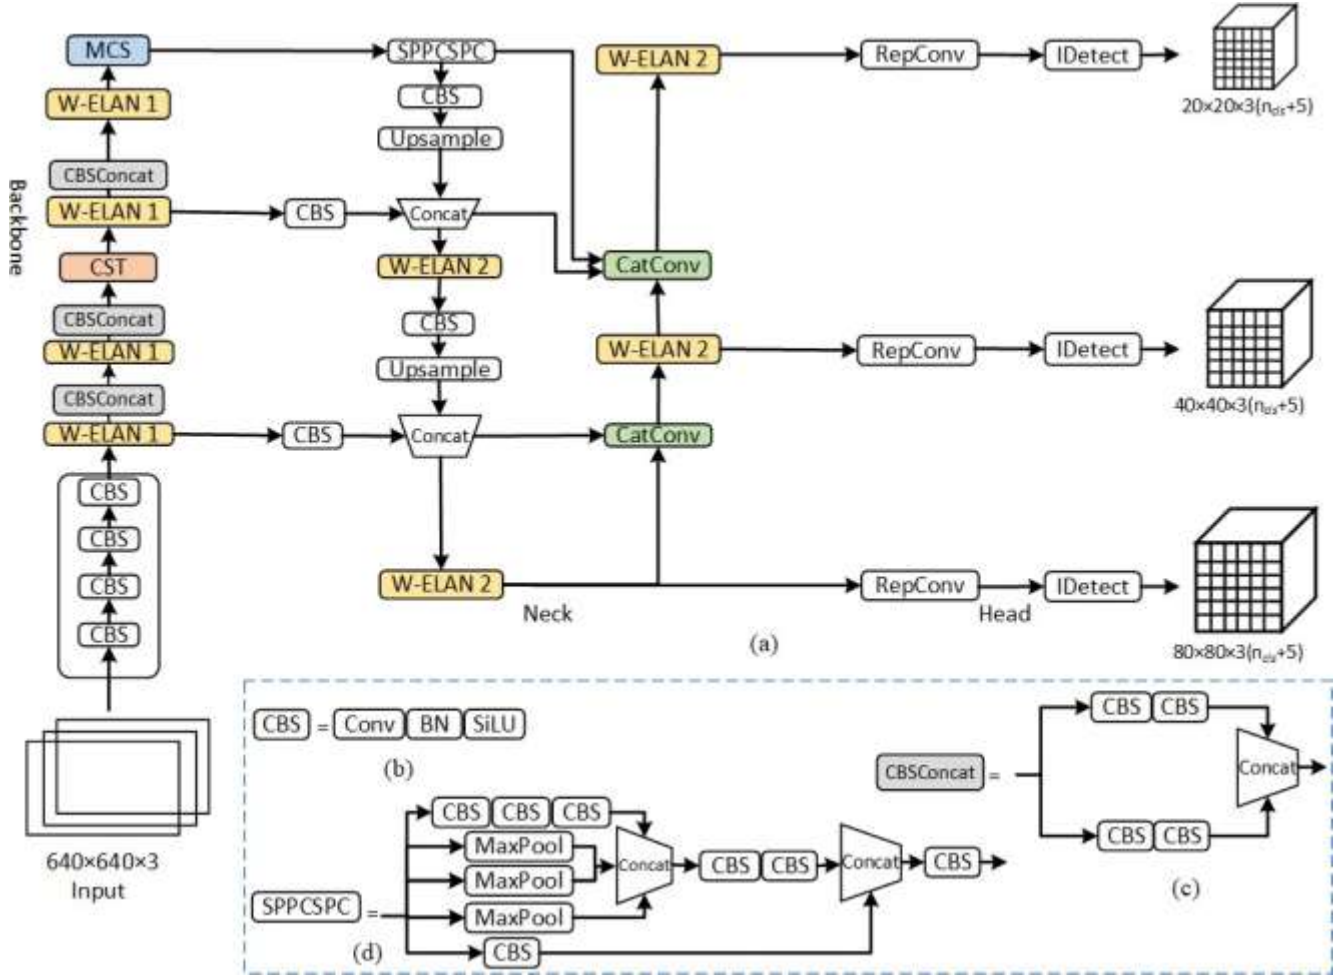 MCS
SPPCSPC
W-ELAN 2
RepConv
IDetect
W-ELAN 1
CBS
20×20×3(n_cls+5)
Upsample
CBSConcat
Backbone
W-ELAN 1
CBS
Concat
CST
W-ELAN 2
CatConv
CBSConcat
CBS
W-ELAN 1
Upsample
W-ELAN 2
RepConv
IDetect
CBSConcat
40×40×3(n_cls+5)
W-ELAN 1
CBS
Concat
CatConv
CBS
CBS
CBS
CBS
W-ELAN 2
RepConv
IDetect
Neck
Head
(a)
80×80×3(n_cls+5)
640×640×3
Input
CBS = Conv BN SiLU
(b)
CBSConcat =
CBS CBS
Concat
CBS CBS
(c)
SPPCSPC =
CBS CBS CBS
MaxPool
MaxPool
MaxPool
CBS
Concat
CBS CBS
Concat
CBS
(d)